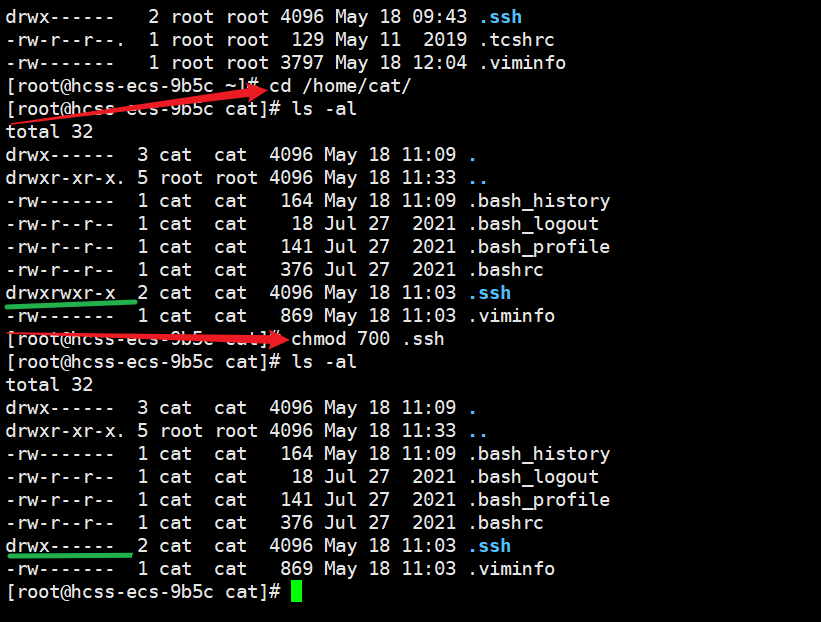 drwx------   2 root root 4096 May 18 09:43 .ssh
-rw-r--r--.  1 root root  129 May 11  2019 .tcshrc
-rw-------   1 root root 3797 May 18 12:04 .viminfo
[root@hcss-ecs-9b5c ~]# cd /home/cat/
[root@hcss-ecs-9b5c cat]# ls -al
total 32
drwx------  3 cat  cat  4096 May 18 11:09 .
drwxr-xr-x. 5 root root 4096 May 18 11:33 ..
-rw-------  1 cat  cat   164 May 18 11:09 .bash_history
-rw-r--r--  1 cat  cat    18 Jul 27  2021 .bash_logout
-rw-r--r--  1 cat  cat   141 Jul 27  2021 .bash_profile
-rw-r--r--  1 cat  cat   376 Jul 27  2021 .bashrc
drwxrwxr-x  2 cat  cat  4096 May 18 11:03 .ssh
-rw-------  1 cat  cat   869 May 18 11:03 .viminfo
[root@hcss-ecs-9b5c cat]# chmod 700 .ssh
[root@hcss-ecs-9b5c cat]# ls -al
total 32
drwx------  3 cat  cat  4096 May 18 11:09 .
drwxr-xr-x. 5 root root 4096 May 18 11:33 ..
-rw-------  1 cat  cat   164 May 18 11:09 .bash_history
-rw-r--r--  1 cat  cat    18 Jul 27  2021 .bash_logout
-rw-r--r--  1 cat  cat   141 Jul 27  2021 .bash_profile
-rw-r--r--  1 cat  cat   376 Jul 27  2021 .bashrc
drwx------  2 cat  cat  4096 May 18 11:03 .ssh
-rw-------  1 cat  cat   869 May 18 11:03 .viminfo
[root@hcss-ecs-9b5c cat]#